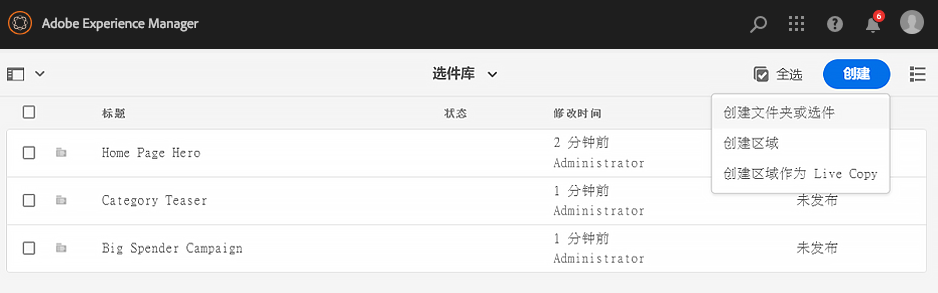 Adobe Experience Manager
6
选件库
全选
创建
创建文件夹或选件
创建区域
创建区域作为 Live Copy
标题
状态
修改时间
Home Page Hero
2 分钟前
Administrator
Category Teaser
1 分钟前
Administrator
未发布
Big Spender Campaign
1 分钟前
Administrator
未发布